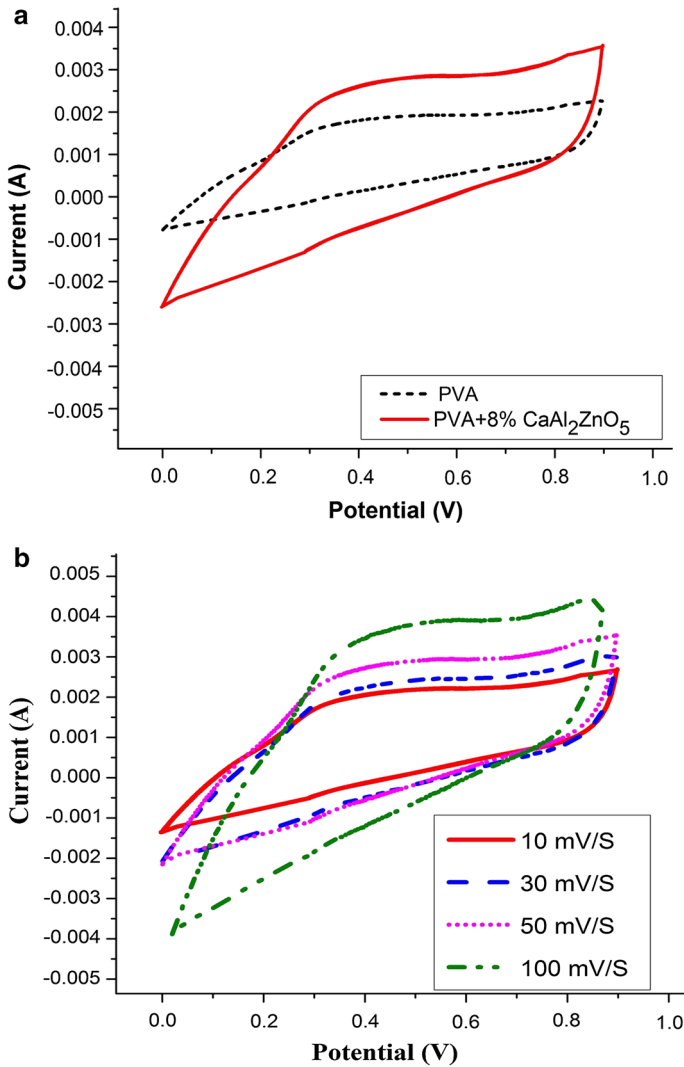 a
0.004
0.003
0.002
0.001
0.000
-0.001
-0.002
-0.003
-0.004
-0.005
Current (A)
PVA
PVA+8% CaAl₂ZnO₅
0.0 0.2 0.4 0.6 0.8 1.0
Potential (V)
b
0.005
0.004
0.003
0.002
0.001
0.000
-0.001
-0.002
-0.003
-0.004
-0.005
Current (A)
10 mV/S
30 mV/S
50 mV/S
100 mV/S
0.0 0.2 0.4 0.6 0.8 1.0
Potential (V)